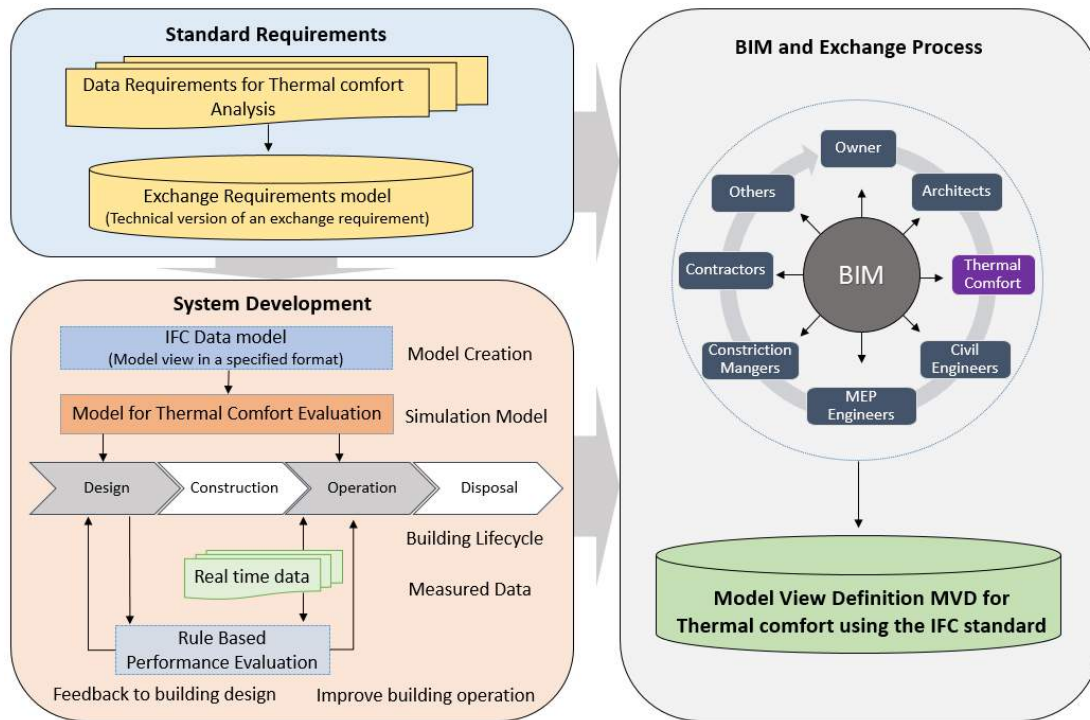 Standard Requirements
Data Requirements for Thermal comfort
Analysis
Exchange Requirements model
(Technical version of an exchange requirement)
System Development
IFC Data model
(Model view in a specified format)
Model Creation
Model for Thermal Comfort Evaluation
Simulation Model
Design
Construction
Operation
Disposal
Building Lifecycle
Real time data
Measured Data
Rule Based
Performance Evaluation
Feedback to building design
Improve building operation
BIM and Exchange Process
Owner
Others
Architects
Contractors
BIM
Thermal
Comfort
Constriction
Mangers
Civil
Engineers
MEP
Engineers
Model View Definition MVD for
Thermal comfort using the IFC standard